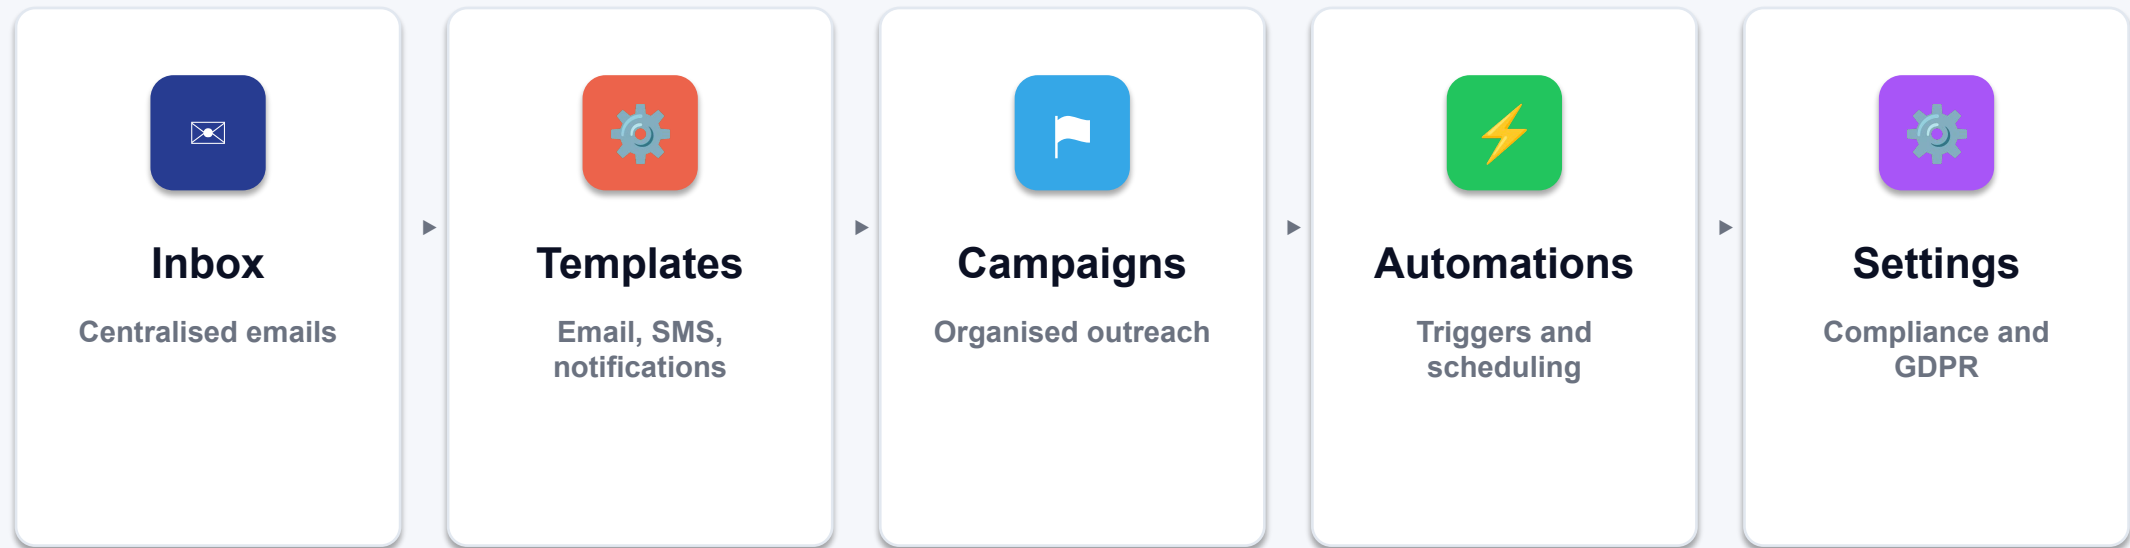 Inbox
Centralised emails
Templates
Email, SMS,
notifications
Campaigns
Organised outreach
Automations
Triggers and
scheduling
Settings
Compliance and
GDPR